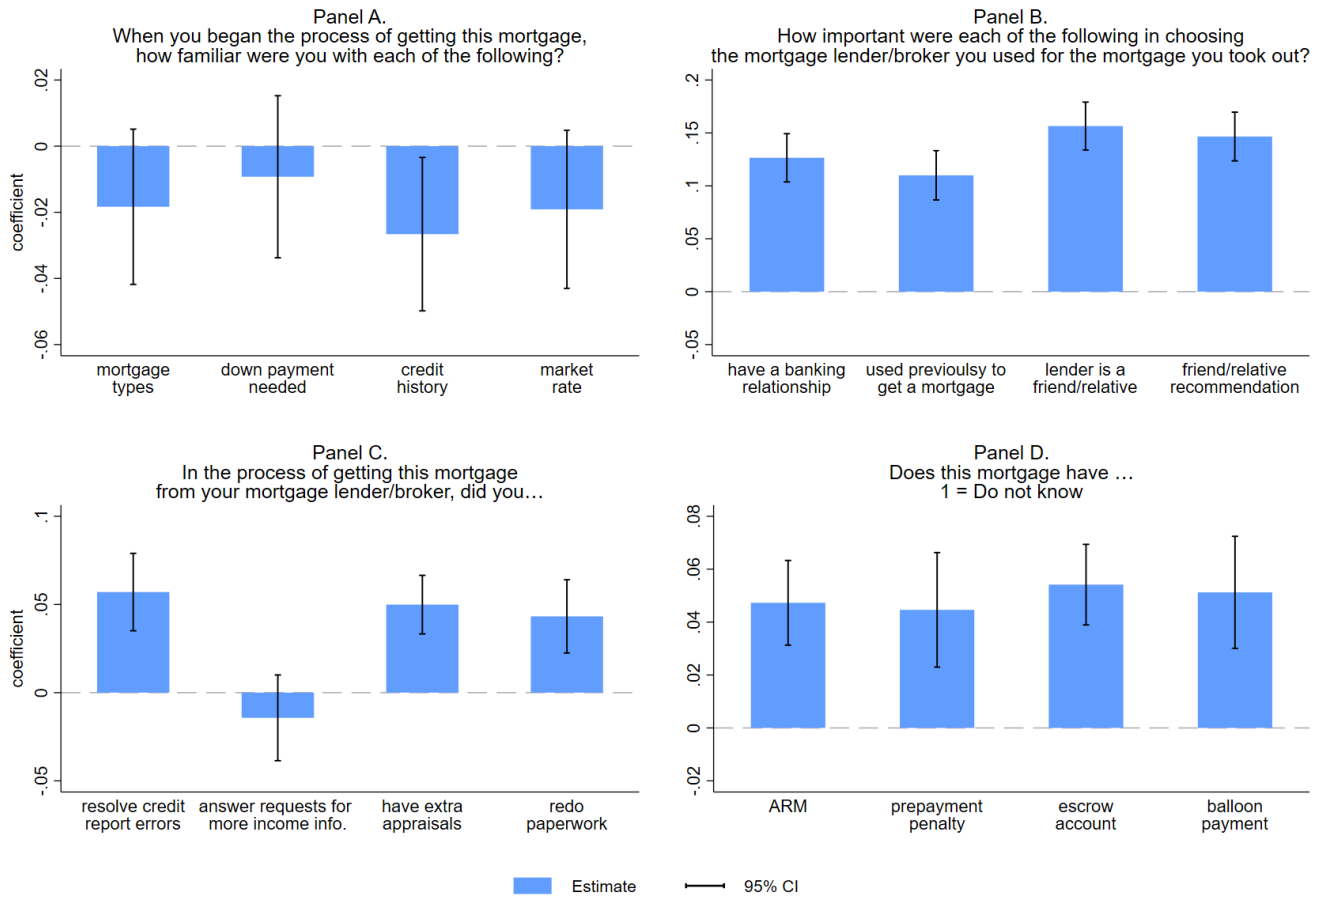 Panel A.
When you began the process of getting this mortgage,
how familiar were you with each of the following?
coefficient
.02
0
-.02
-.04
-.06
mortgage types
down payment needed
credit history
market rate
Panel B.
How important were each of the following in choosing
the mortgage lender/broker you used for the mortgage you took out?
.2
.15
.1
.05
0
-.05
have a banking relationship
used previoulsy to get a mortgage
lender is a friend/relative
friend/relative recommendation
Panel C.
In the process of getting this mortgage
from your mortgage lender/broker, did you…
coefficient
.1
.05
0
-.05
resolve credit report errors
answer requests for more income info.
have extra appraisals
redo paperwork
Panel D.
Does this mortgage have …
1 = Do not know
.08
.06
.04
.02
0
-.02
ARM
prepayment penalty
escrow account
balloon payment
Estimate
95% CI